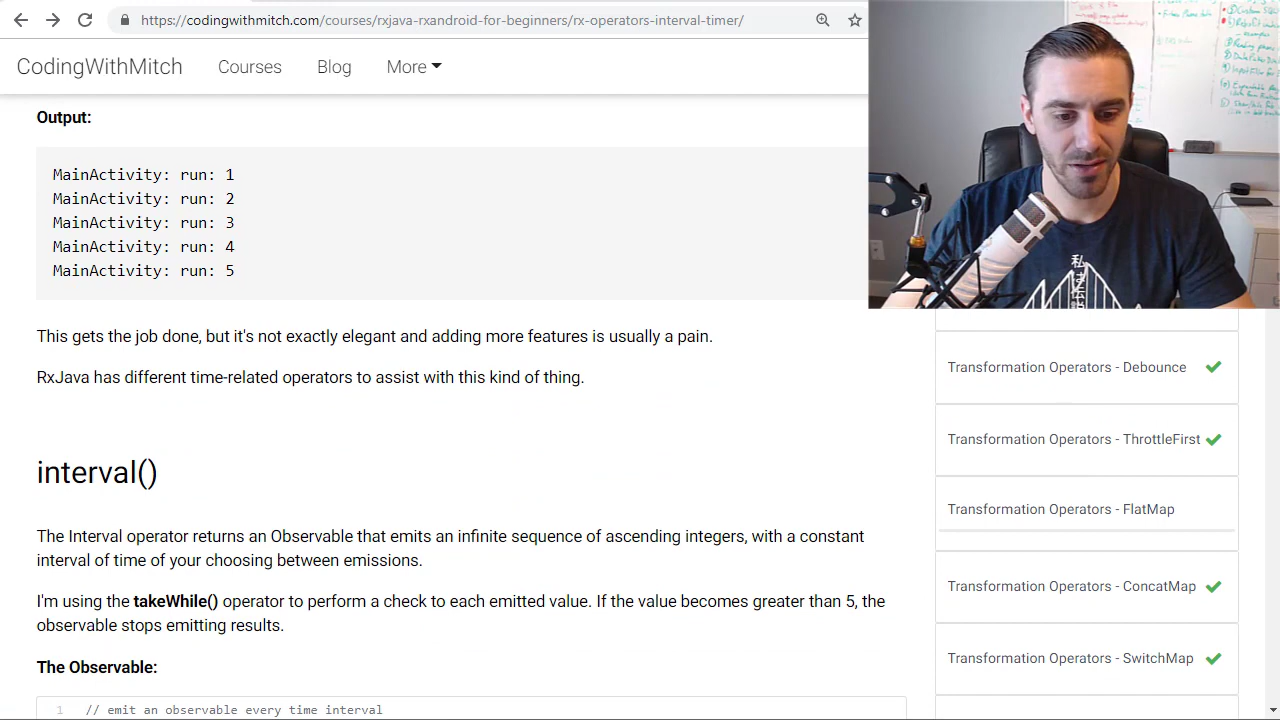 https://codingwithmitch.com/courses/rxjava-rxandroid-for-beginners/rx-operators-interval-timer/
CodingWithMitch
Courses
Blog
More
Output:
MainActivity: run: 1
MainActivity: run: 2
MainActivity: run: 3
MainActivity: run: 4
MainActivity: run: 5
This gets the job done, but it's not exactly elegant and adding more features is usually a pain.
RxJava has different time-related operators to assist with this kind of thing.
interval()
The Interval operator returns an Observable that emits an infinite sequence of ascending integers, with a constant
interval of time of your choosing between emissions.
I'm using the takeWhile() operator to perform a check to each emitted value. If the value becomes greater than 5, the
observable stops emitting results.
The Observable:
1 // emit an observable every time interval
Transformation Operators - Debounce
Transformation Operators - ThrottleFirst
Transformation Operators - FlatMap
Transformation Operators - ConcatMap
Transformation Operators - SwitchMap